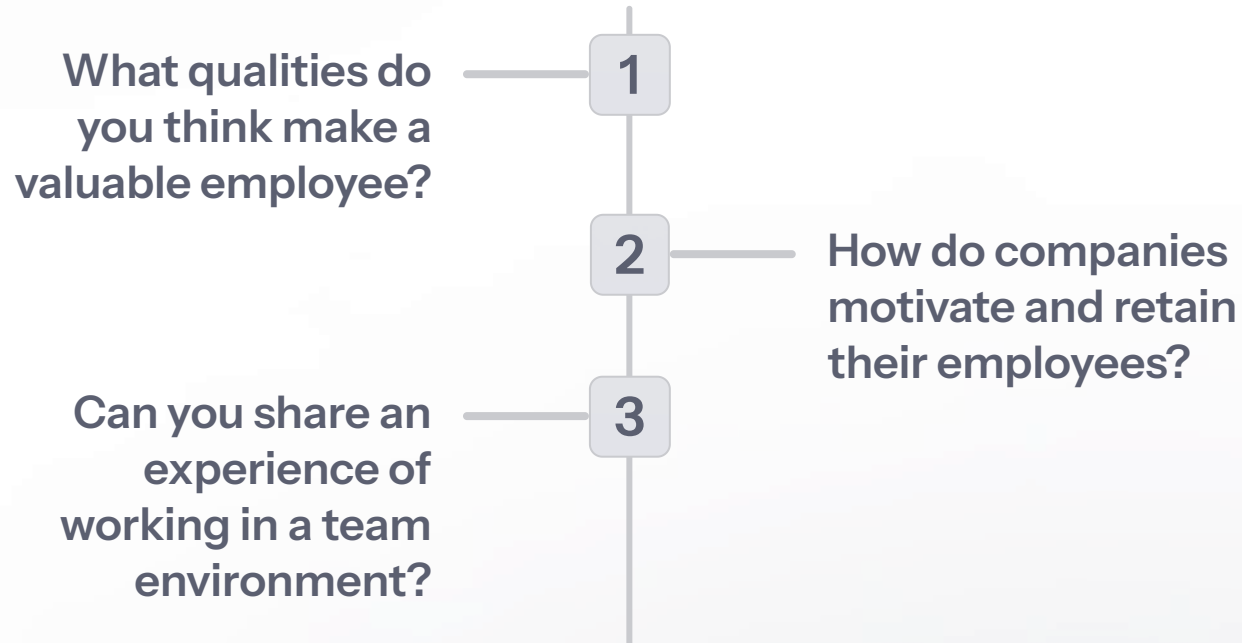 1
What qualities do
you think make a
valuable employee?
2
How do companies
motivate and retain
their employees?
3
Can you share an
experience of
working in a team
environment?